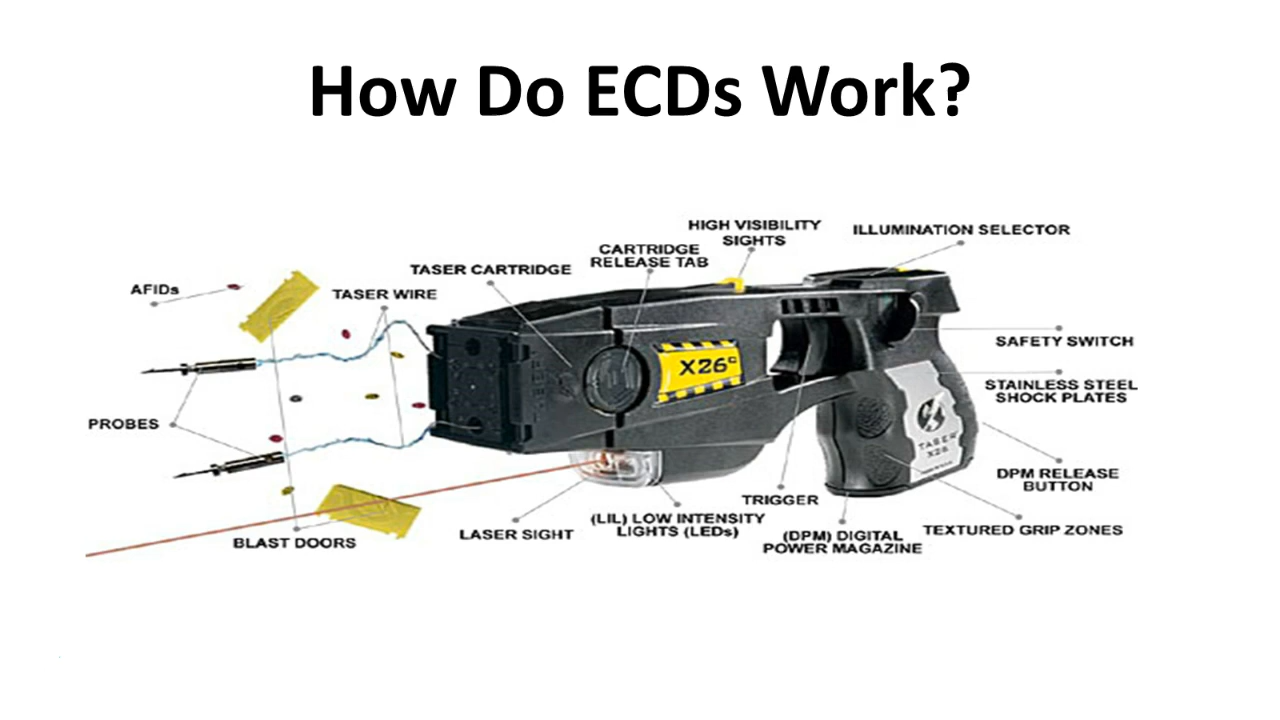 How Do ECDs Work?
HIGH VISIBILITY
SIGHTS
ILLUMINATION SELECTOR
CARTRIDGE
RELEASE TAB
TASER CARTRIDGE
AFIDs
TASER WIRE
SAFETY SWITCH
X26c
STAINLESS STEEL
SHOCK PLATES
PROBES
TASER
X26
DPM RELEASE
BUTTON
TRIGGER
(LIL) LOW INTENSITY
LIGHTS (LEDs)
LASER SIGHT
TEXTURED GRIP ZONES
(DPM) DIGITAL
POWER MAGAZINE
BLAST DOORS